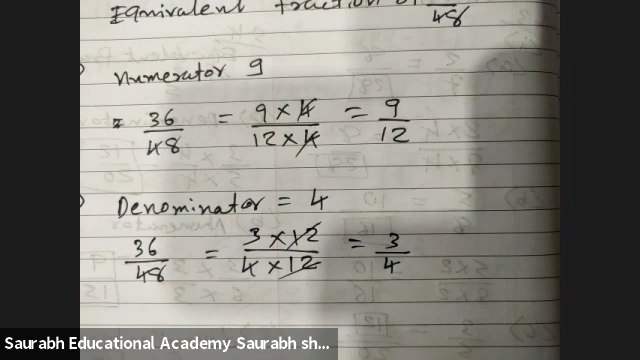 Equivalent fraction of /48
Numerator 9
= 36/48 = 9 × 4/12 × 4 = 9/12
Denominator = 4
36/48 = 3 × 12/4 × 12 = 3/4
Saurabh Educational Academy Saurabh sh...